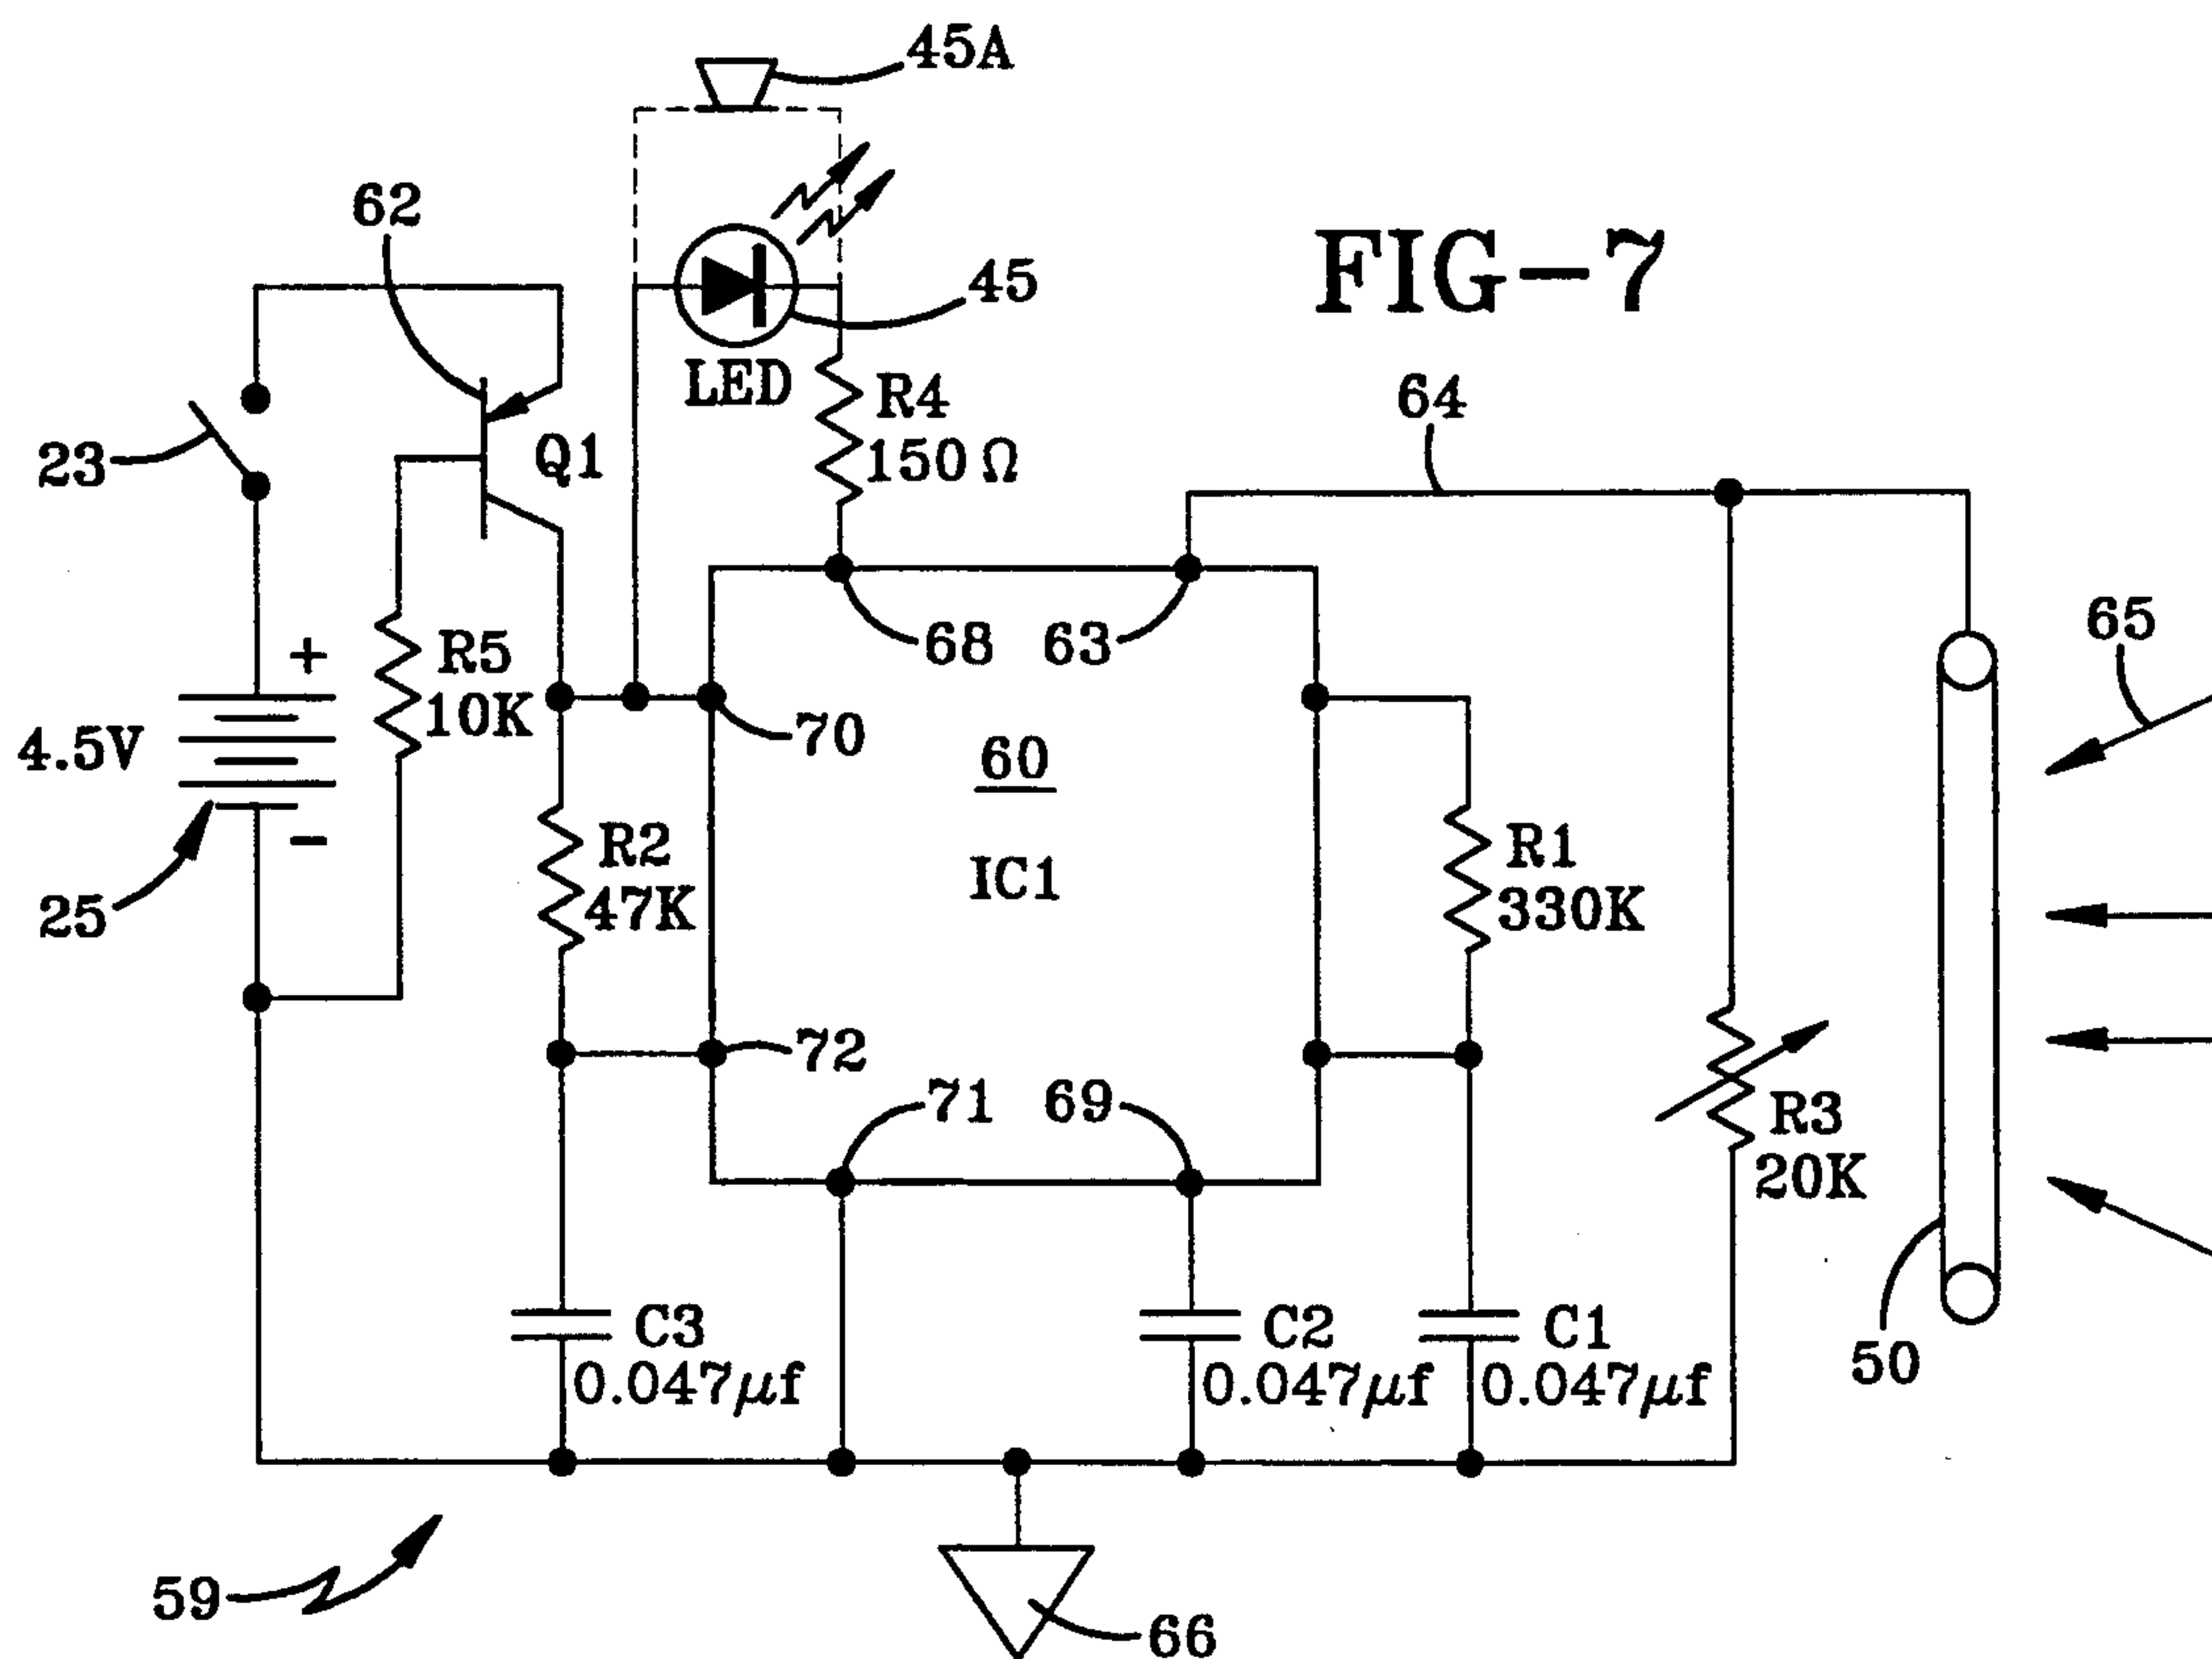 45A
62
FIG-7
45
LED
R4
150 Ω
64
23
Q1
68
63
65
+
R5
10K
4.5V
70
60
IC1
-
R2
47K
R1
330K
25
72
71
69
R3
20K
C3
0.047μf
C2
0.047μf
C1
0.047μf
50
59
66